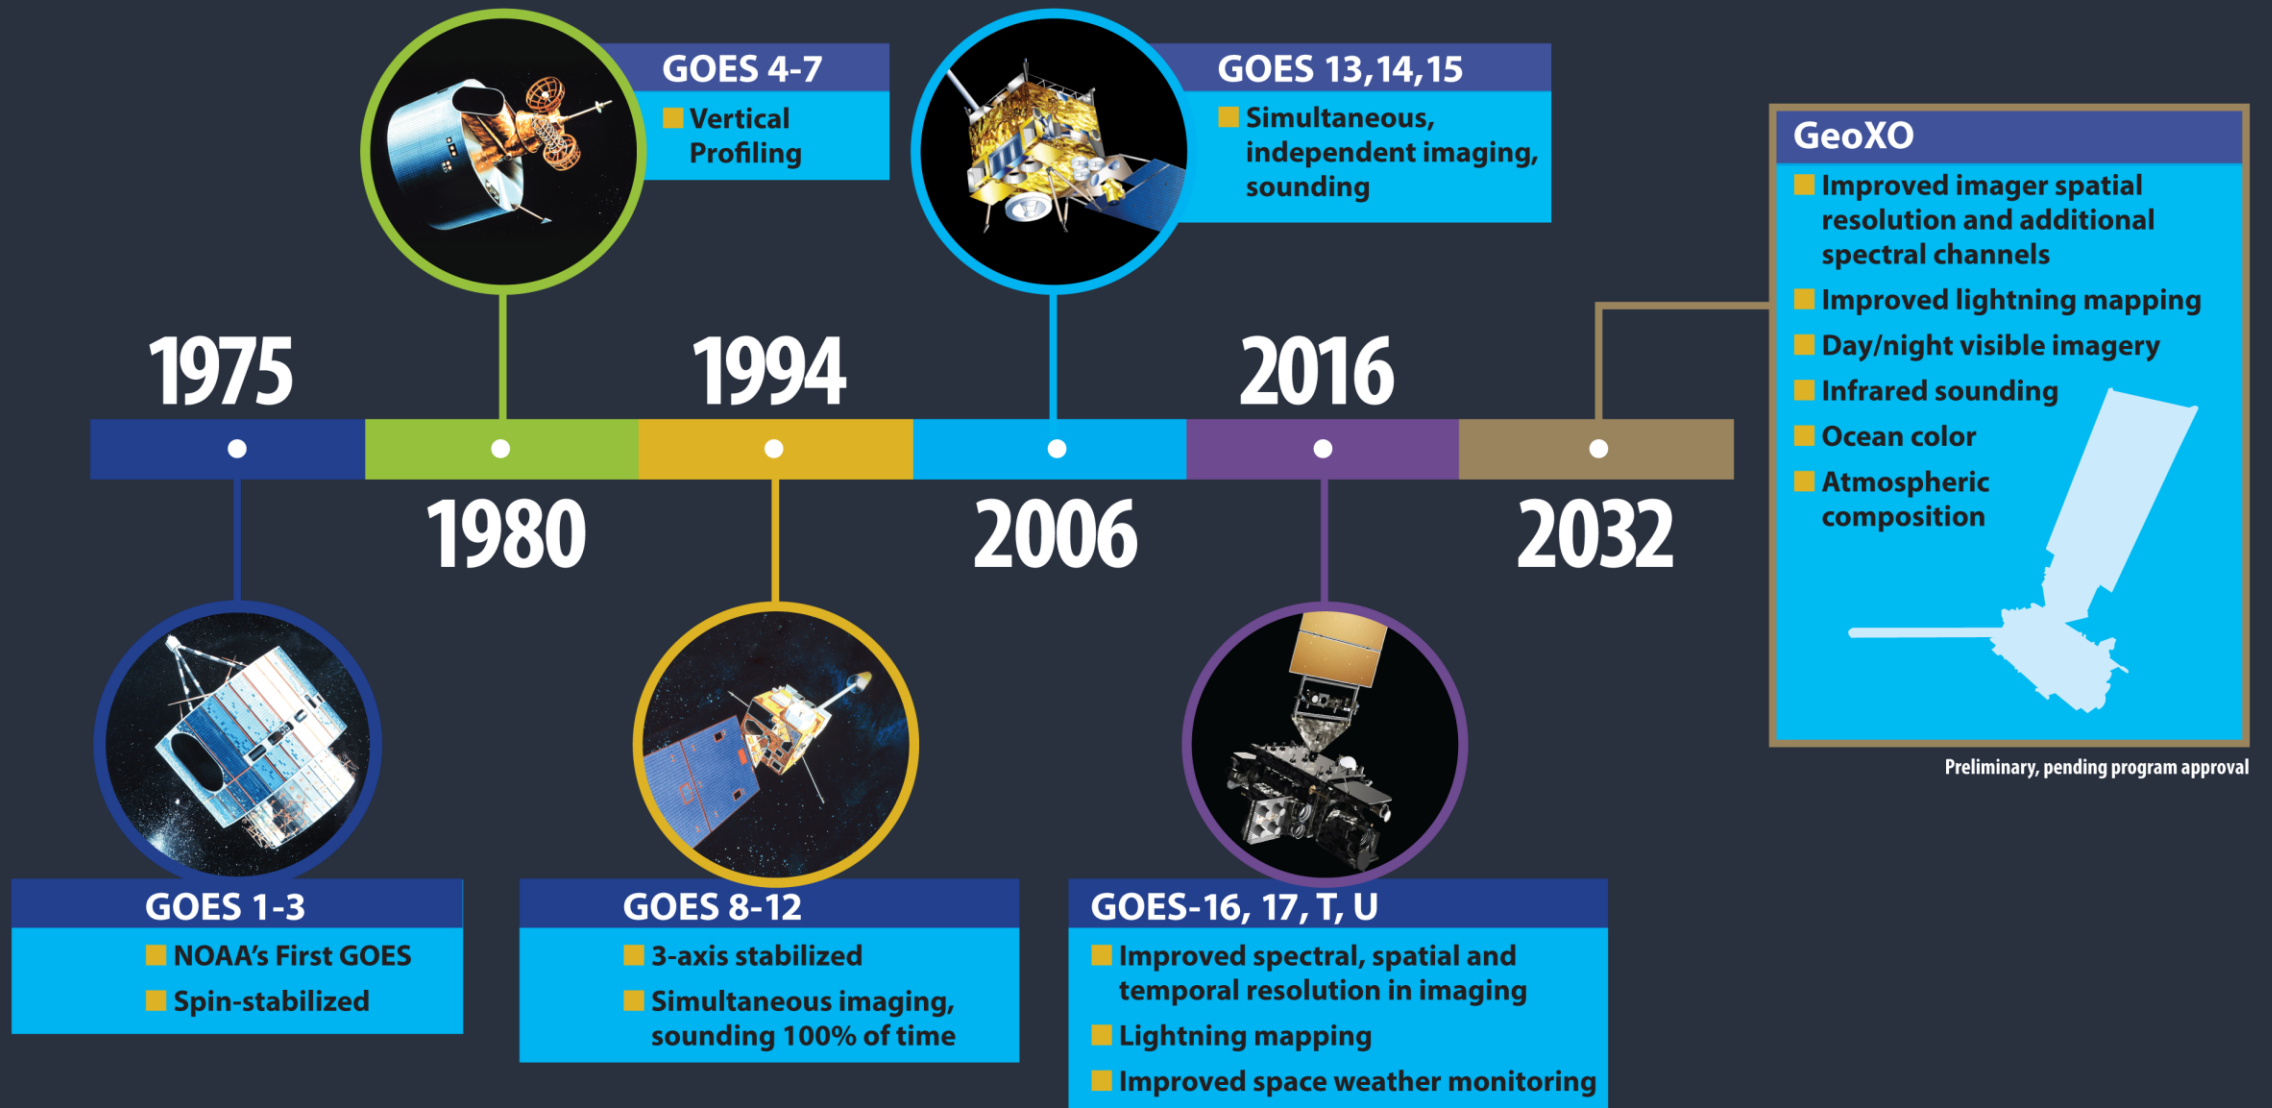 GOES 4-7
Vertical
Profiling
GOES 13,14,15
Simultaneous,
independent imaging,
sounding
GeoXO
Improved imager spatial
resolution and additional
spectral channels
Improved lightning mapping
Day/night visible imagery
Infrared sounding
Ocean color
Atmospheric
composition
Preliminary, pending program approval
1975
1980
1994
2006
2016
2032
GOES 1-3
NOAA's First GOES
Spin-stabilized
GOES 8-12
3-axis stabilized
Simultaneous imaging,
sounding 100% of time
GOES-16, 17, T, U
Improved spectral, spatial and
temporal resolution in imaging
Lightning mapping
Improved space weather monitoring